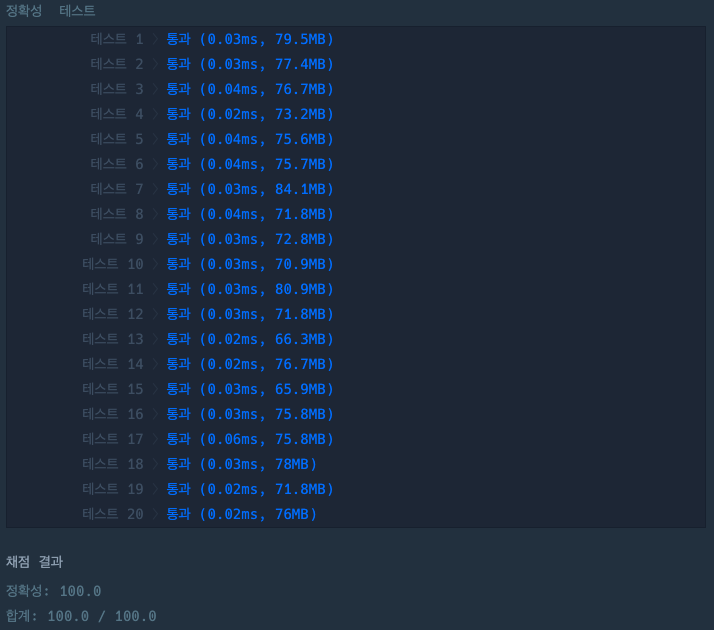 정확성 테스트
테스트 1 > 통과 (0.03ms, 79.5MB)
테스트 2 > 통과 (0.03ms, 77.4MB)
테스트 3 > 통과 (0.04ms, 76.7MB)
테스트 4 > 통과 (0.02ms, 73.2MB)
테스트 5 > 통과 (0.04ms, 75.6MB)
테스트 6 > 통과 (0.04ms, 75.7MB)
테스트 7 > 통과 (0.03ms, 84.1MB)
테스트 8 > 통과 (0.04ms, 71.8MB)
테스트 9 > 통과 (0.03ms, 72.8MB)
테스트 10 > 통과 (0.03ms, 70.9MB)
테스트 11 > 통과 (0.03ms, 80.9MB)
테스트 12 > 통과 (0.03ms, 71.8MB)
테스트 13 > 통과 (0.02ms, 66.3MB)
테스트 14 > 통과 (0.02ms, 76.7MB)
테스트 15 > 통과 (0.03ms, 65.9MB)
테스트 16 > 통과 (0.03ms, 75.8MB)
테스트 17 > 통과 (0.06ms, 75.8MB)
테스트 18 > 통과 (0.03ms, 78MB)
테스트 19 > 통과 (0.02ms, 71.8MB)
테스트 20 > 통과 (0.02ms, 76MB)
채점 결과
정확성: 100.0
합계: 100.0 / 100.0